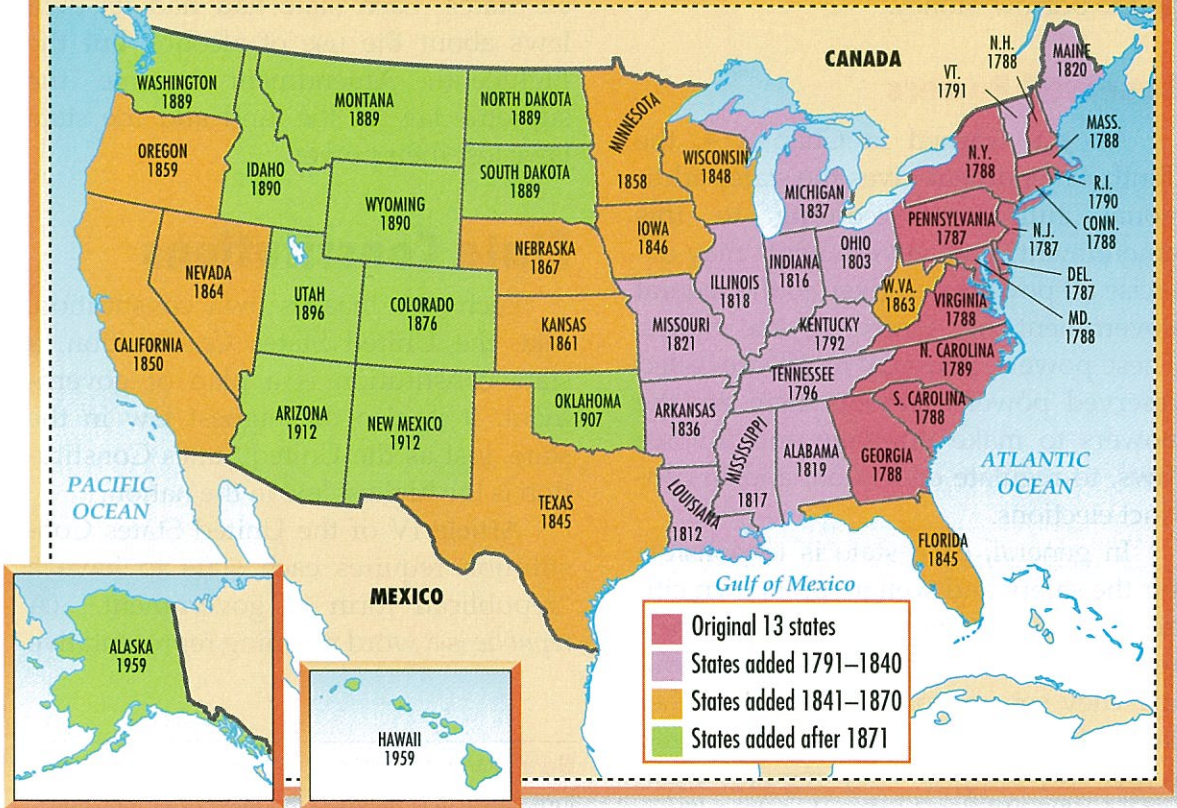 CANADA
WASHINGTON
1889
MONTANA
1889
NORTH DAKOTA
1889
MINNESOTA
1858
OREGON
1859
IDAHO
1890
SOUTH DAKOTA
1889
WISCONSIN
1848
WYOMING
1890
MICHIGAN
1837
VT.
1791
N.H.
1788
MAINE
1820
MASS.
1788
N.Y.
1788
R.I.
1790
CONN.
1788
PENNSYLVANIA
1787
N.J.
1787
DEL.
1787
MD.
1788
NEVADA
1864
UTAH
1896
COLORADO
1876
NEBRASKA
1867
IOWA
1846
ILLINOIS
1818
INDIANA
1816
OHIO
1803
W.VA.
1863
VIRGINIA
1788
CALIFORNIA
1850
KANSAS
1861
MISSOURI
1821
KENTUCKY
1792
N. CAROLINA
1789
TENNESSEE
1796
S. CAROLINA
1788
ARIZONA
1912
NEW MEXICO
1912
OKLAHOMA
1907
ARKANSAS
1836
MISSISSIPPI
1817
ALABAMA
1819
GEORGIA
1788
TEXAS
1845
LOUISIANA
1812
FLORIDA
1845
PACIFIC
OCEAN
ATLANTIC
OCEAN
Gulf of Mexico
MEXICO
ALASKA
1959
HAWAII
1959
Original 13 states
States added 1791–1840
States added 1841–1870
States added after 1871